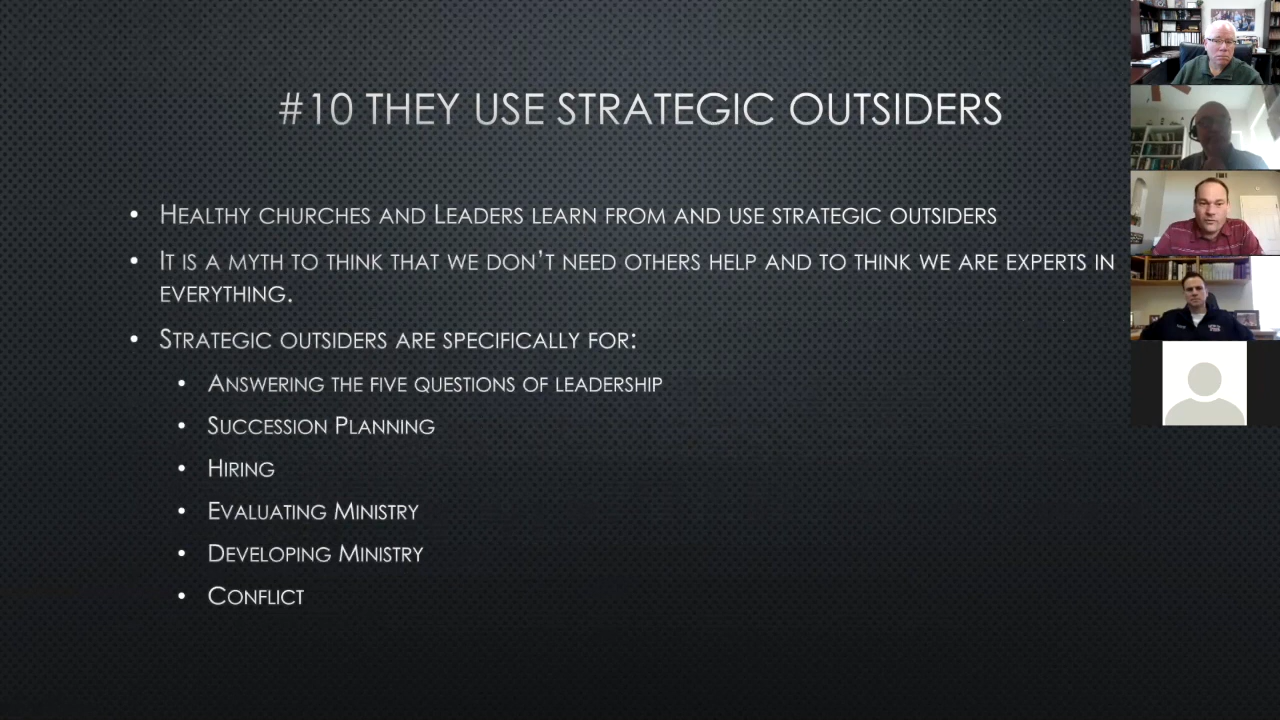 #10 THEY USE STRATEGIC OUTSIDERS
• HEALTHY CHURCHES AND LEADERS LEARN FROM AND USE STRATEGIC OUTSIDERS
• IT IS A MYTH TO THINK THAT WE DON'T NEED OTHERS HELP AND TO THINK WE ARE EXPERTS IN
EVERYTHING.
• STRATEGIC OUTSIDERS ARE SPECIFICALLY FOR:
• ANSWERING THE FIVE QUESTIONS OF LEADERSHIP
• SUCCESSION PLANNING
• HIRING
• EVALUATING MINISTRY
• DEVELOPING MINISTRY
• CONFLICT